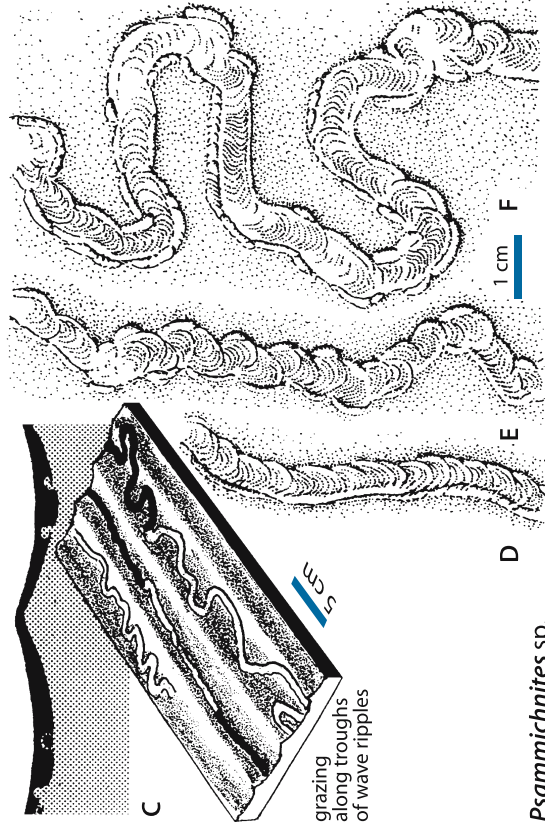 C
5 cm
grazing
along troughs
of wave ripples
D
E
F
1 cm
Psammichnites sp.